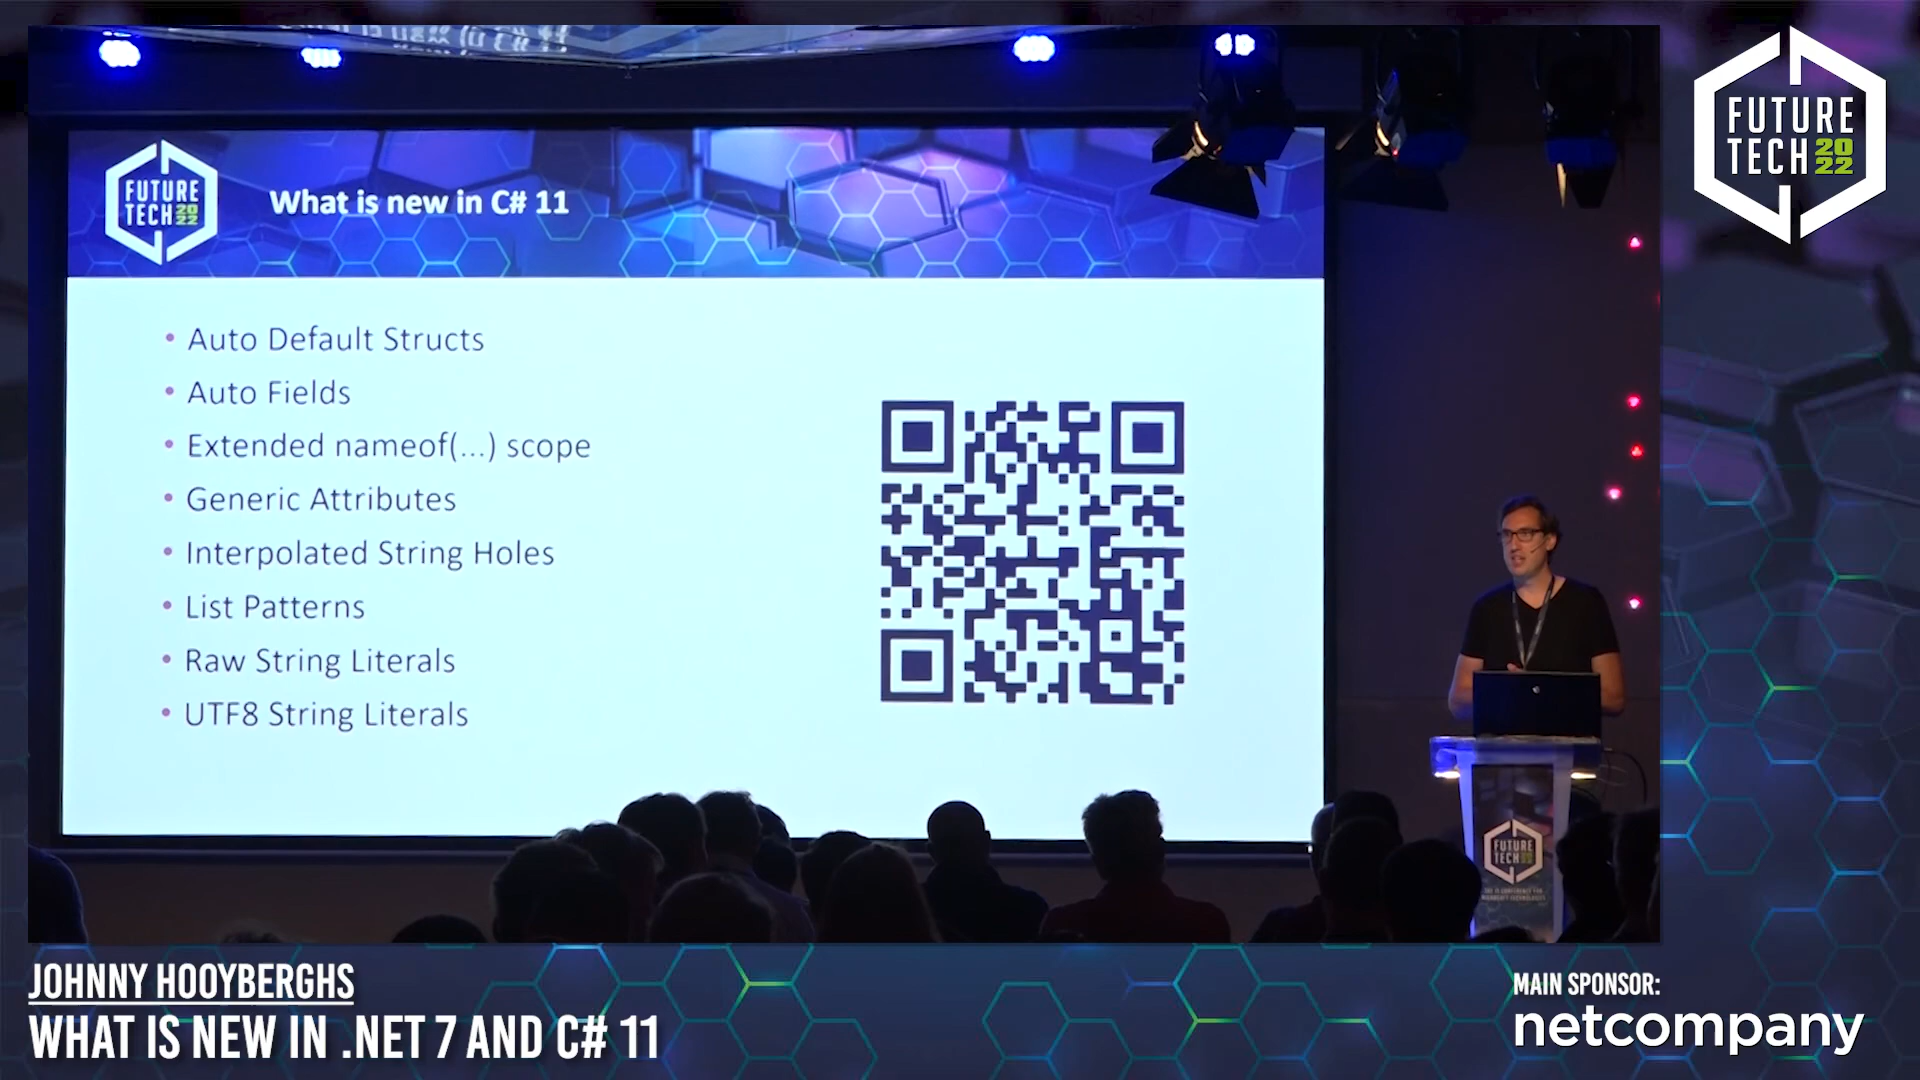 FUTURE
TECH 2022
FUTURE
TECH 2022
What is new in C# 11
• Auto Default Structs
• Auto Fields
• Extended nameof(...) scope
• Generic Attributes
• Interpolated String Holes
• List Patterns
• Raw String Literals
• UTF8 String Literals
FUTURE
TECH
JOHNNY HOOYBERGHS
WHAT IS NEW IN .NET 7 AND C# 11
MAIN SPONSOR:
netcompany